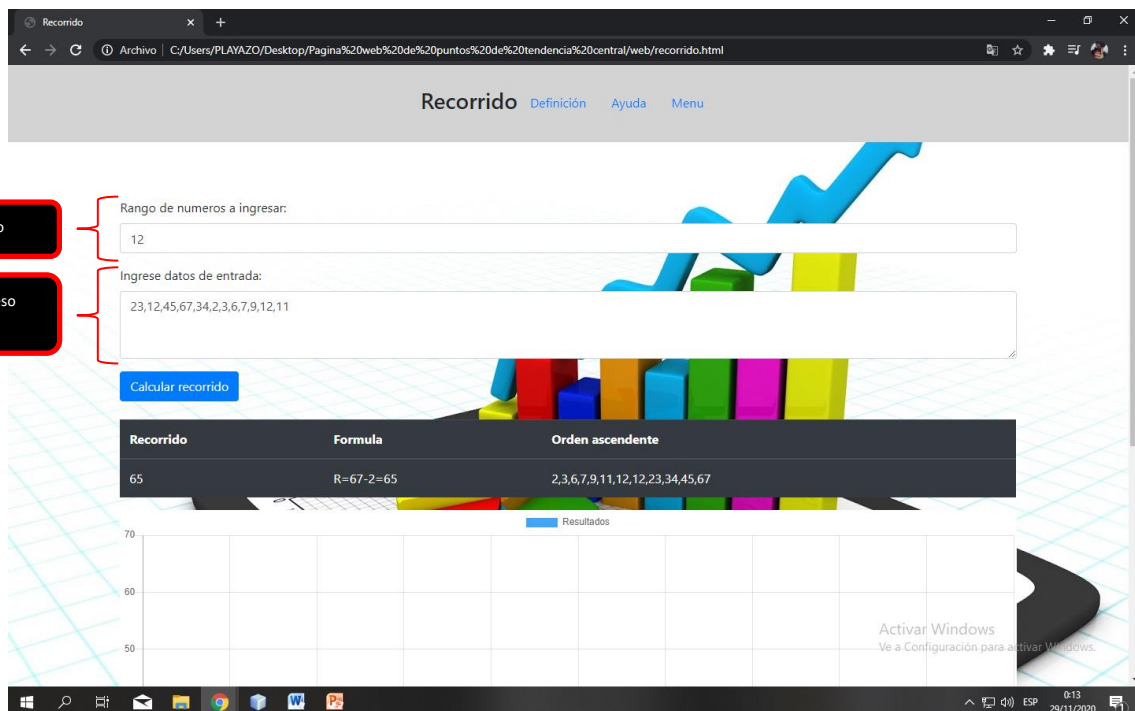 Recorrido
Archivo | C:/Users/PLAYAZO/Desktop/Pagina%20web%20de%20puntos%20de%20tendencia%20central/web/recorrido.html
Recorrido Definición Ayuda Menu
Rango de numeros a ingresar:
12
Ingrese datos de entrada:
23,12,45,67,34,2,3,6,7,9,12,11
Calcular recorrido
Recorrido Formula Orden ascendente
65 R=67-2=65 2,3,6,7,9,11,12,12,23,34,45,67
Resultados
70
60
50
Activar Windows
Ve a Configuración para activar Windows.
ESP
0:13
29/11/2020